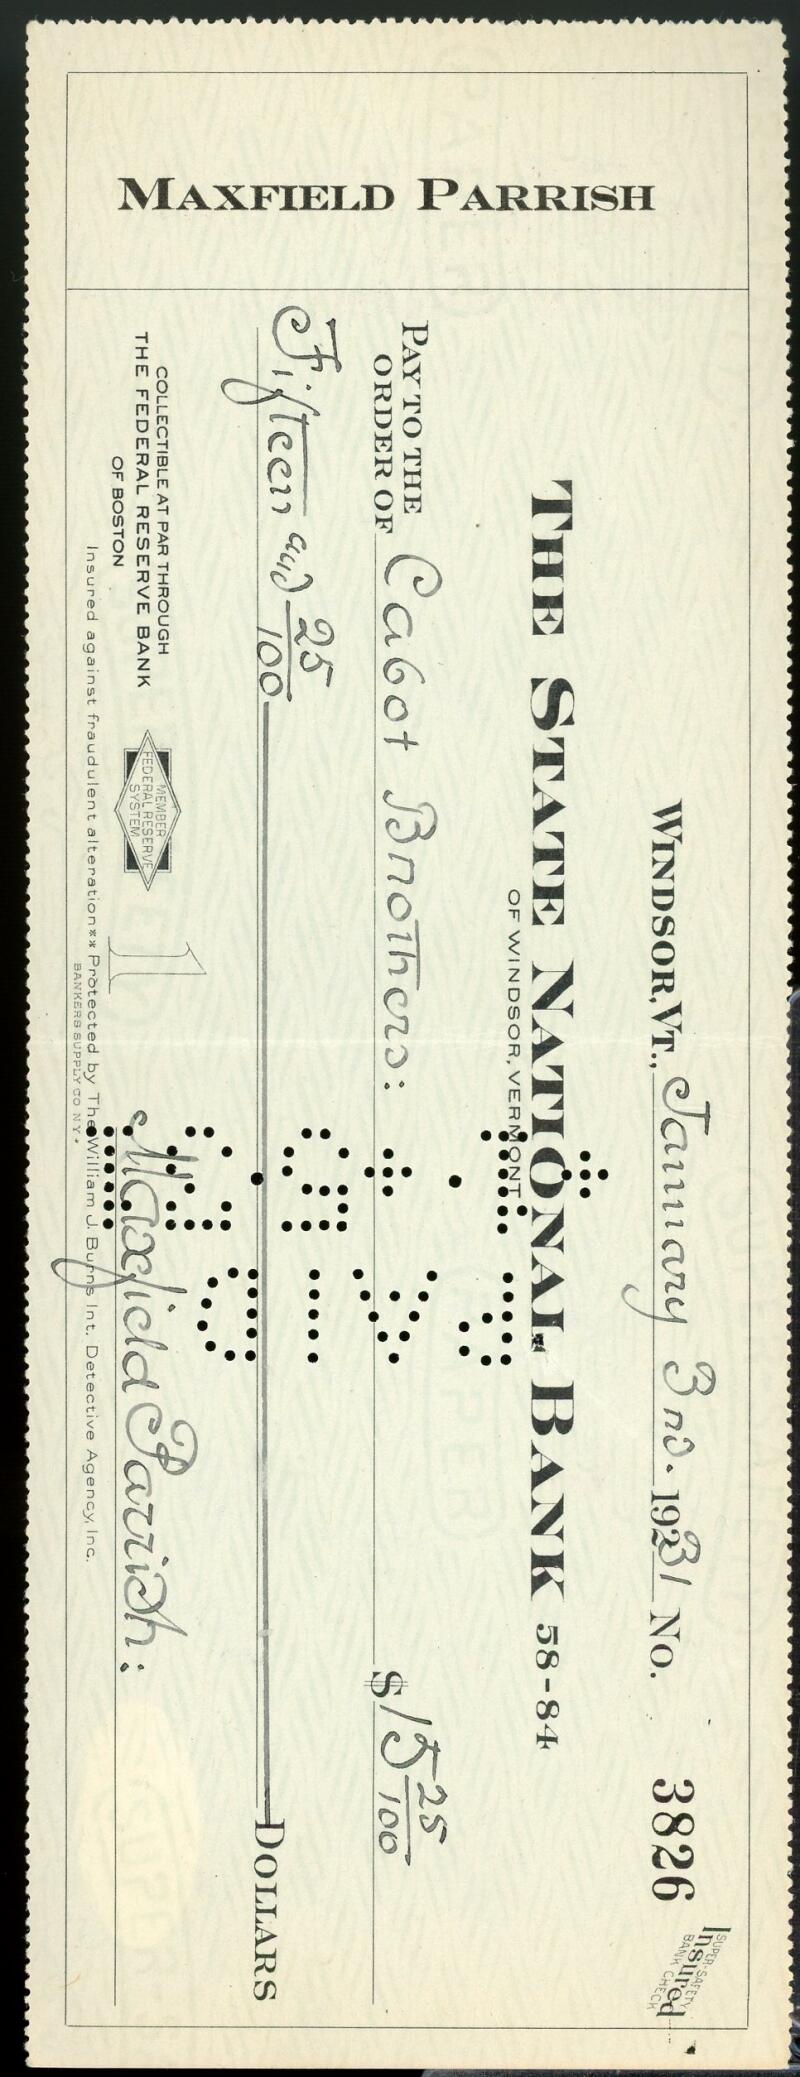 MAXFIELD PARRISH
WINDSOR, VT., January 3rd. 1931 No. 3826
Super-Safety
Insured
BANK CHECK
THE STATE NATIONAL BANK 58-84
OF WINDSOR, VERMONT
PAY TO THE
ORDER OF Cabot Brothers: $15 25/100
Fifteen and 25/100 DOLLARS
COLLECTIBLE AT PAR THROUGH
THE FEDERAL RESERVE BANK
OF BOSTON
MEMBER
FEDERAL RESERVE
SYSTEM
1
PAID
Maxfield Parrish:
Insured against fraudulent alteration ** Protected by The William J. Burns Int. Detective Agency, Inc.
BANKERS SUPPLY CO N.Y.